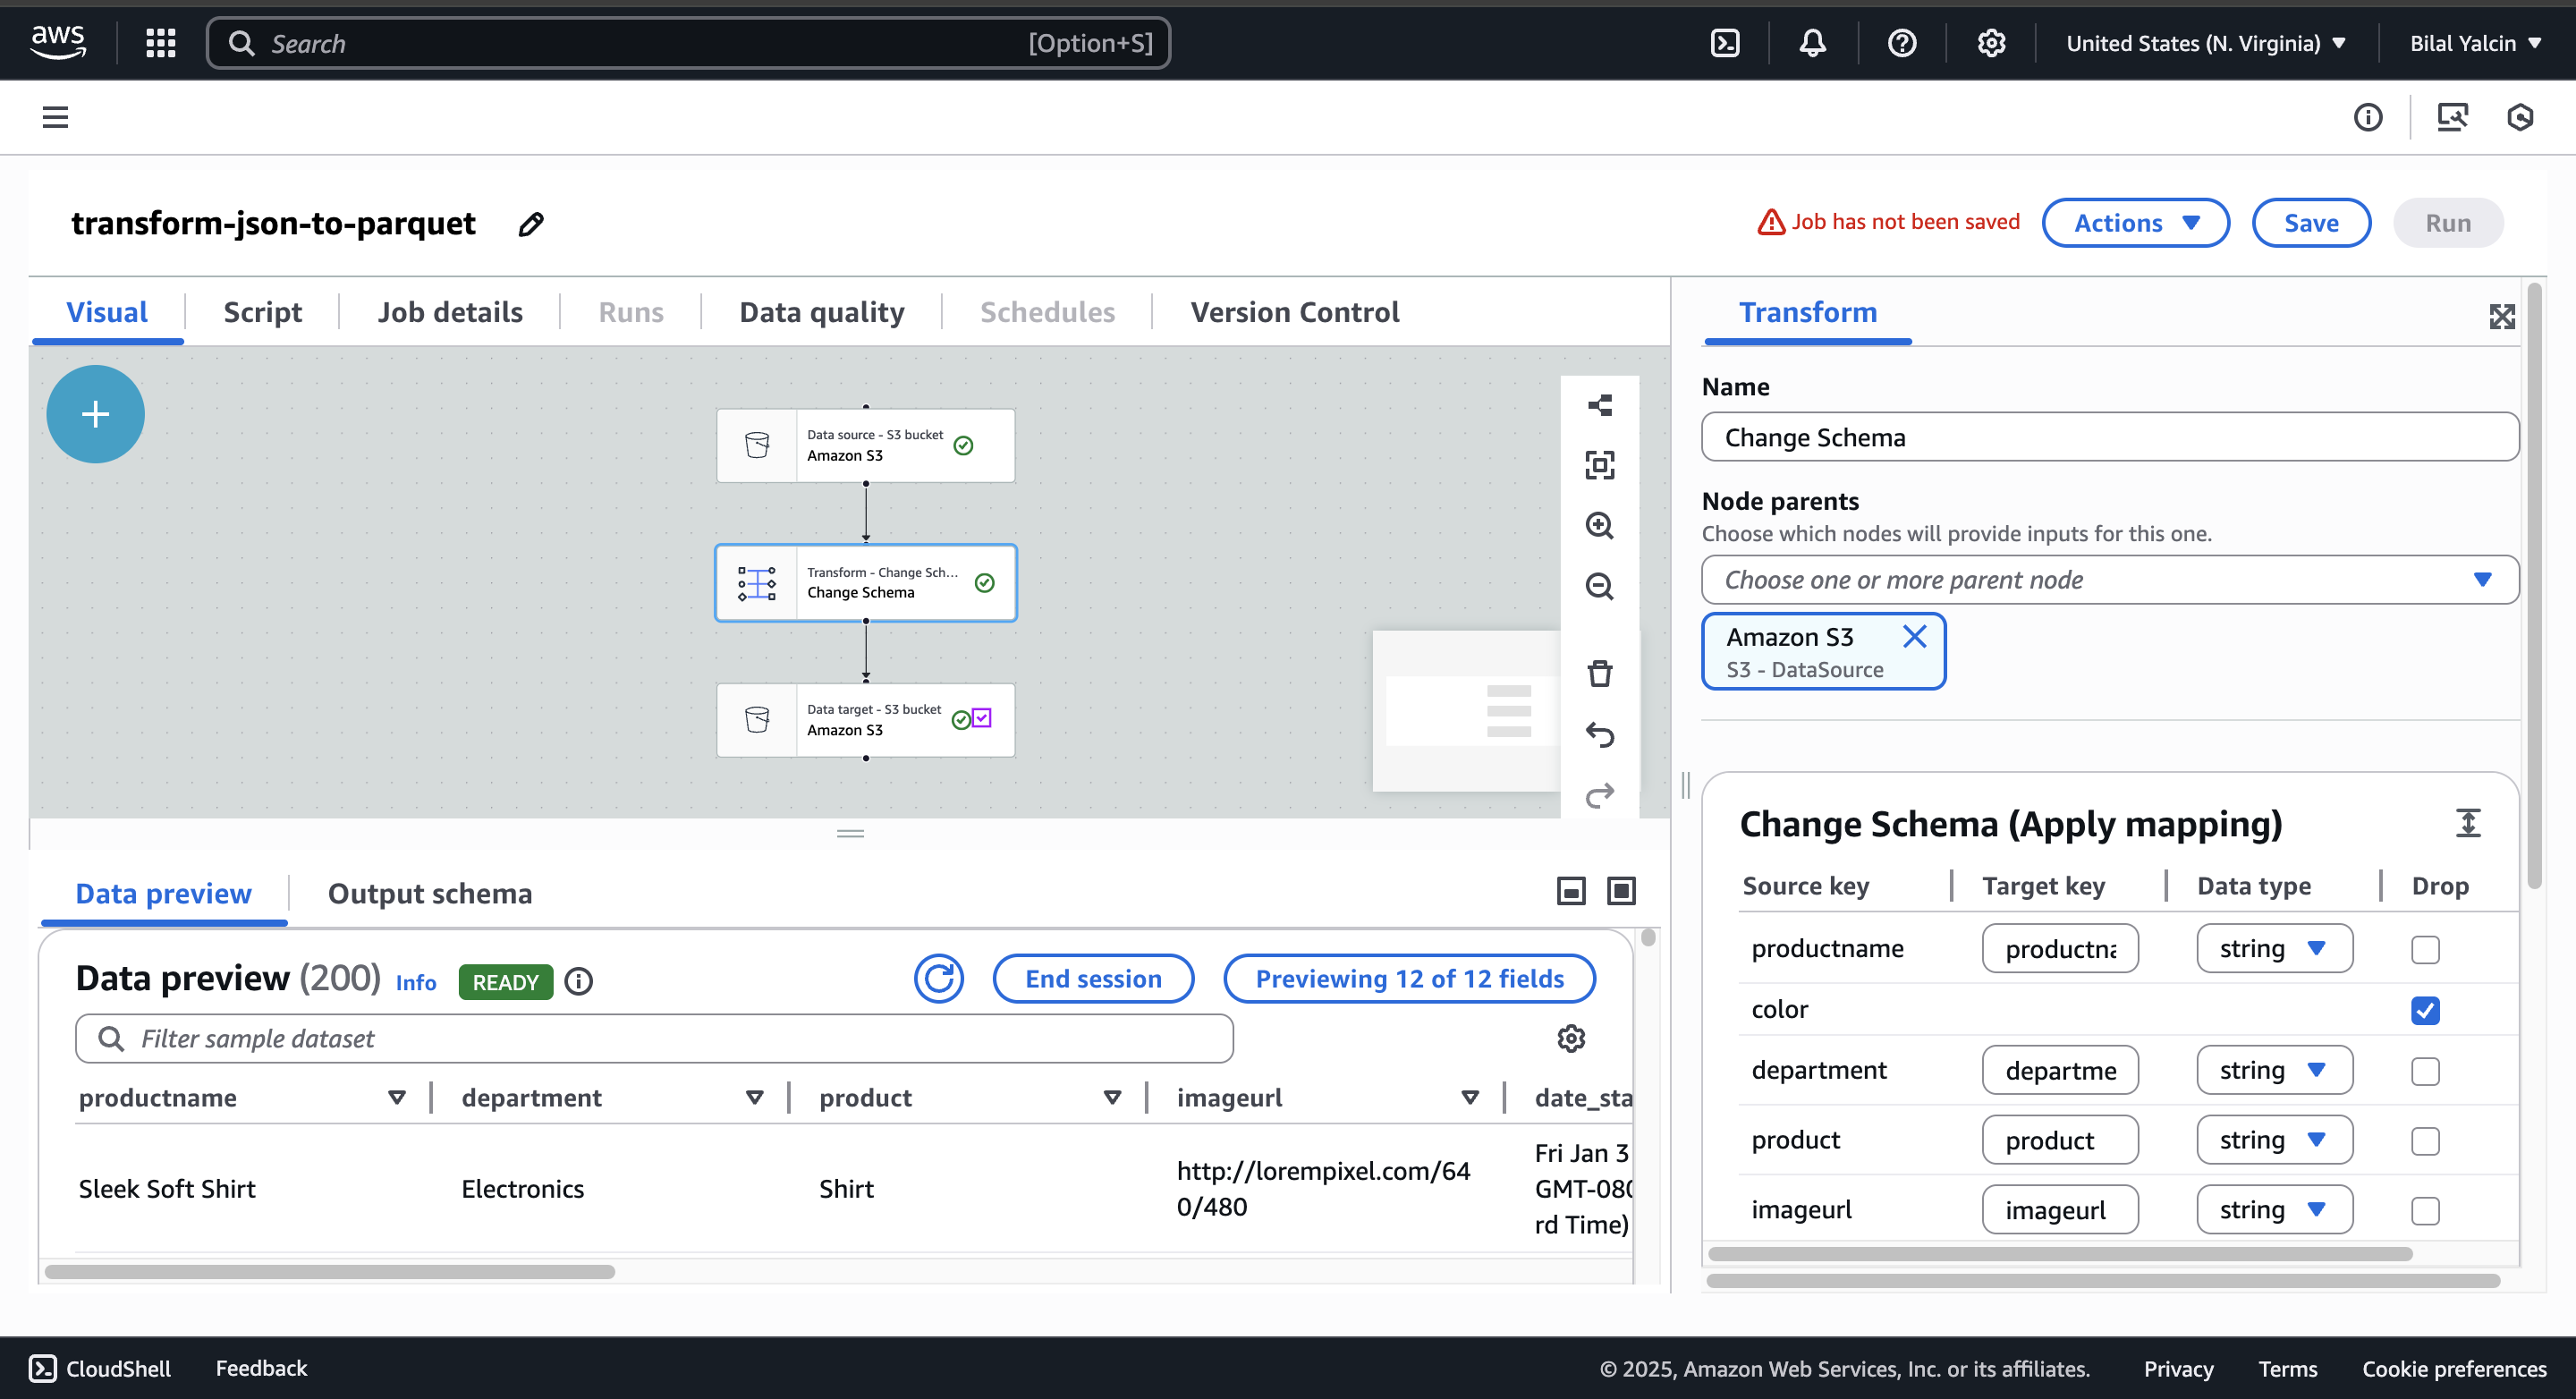 aws
Search
[Option+S]
United States (N. Virginia)
Bilal Yalcin
transform-json-to-parquet
Job has not been saved
Actions
Save
Run
Visual
Script
Job details
Runs
Data quality
Schedules
Version Control
Data source - S3 bucket
Amazon S3
Transform - Change Sch...
Change Schema
Data target - S3 bucket
Amazon S3
Data preview
Output schema
Data preview (200)
Info
READY
End session
Previewing 12 of 12 fields
Filter sample dataset
productname
department
product
imageurl
date_sta
Sleek Soft Shirt
Electronics
Shirt
http://lorempixel.com/64
0/480
Fri Jan 3
GMT-080
rd Time)
Transform
Name
Change Schema
Node parents
Choose which nodes will provide inputs for this one.
Choose one or more parent node
Amazon S3
S3 - DataSource
Change Schema (Apply mapping)
Source key
Target key
Data type
Drop
productname
productna
string
color
department
departme
string
product
product
string
imageurl
imageurl
string
CloudShell
Feedback
© 2025, Amazon Web Services, Inc. or its affiliates.
Privacy
Terms
Cookie preferences